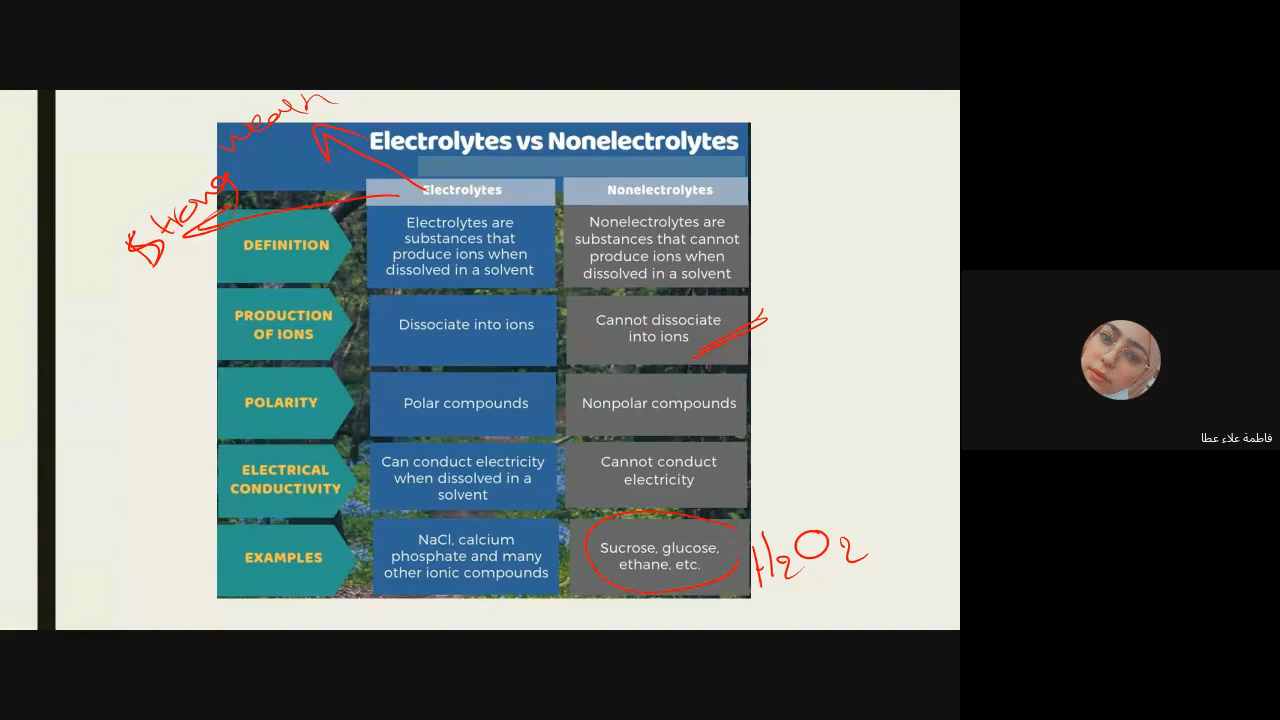 weak
Strong
Electrolytes vs Nonelectrolytes
Electrolytes
Nonelectrolytes
DEFINITION
Electrolytes are
substances that
produce ions when
dissolved in a solvent
Nonelectrolytes are
substances that cannot
produce ions when
dissolved in a solvent
PRODUCTION
OF IONS
Dissociate into ions
Cannot dissociate
into ions
POLARITY
Polar compounds
Nonpolar compounds
ELECTRICAL
CONDUCTIVITY
Can conduct electricity
when dissolved in a
solvent
Cannot conduct
electricity
EXAMPLES
NaCl, calcium
phosphate and many
other ionic compounds
Sucrose, glucose,
ethane, etc.
H2O2
فاطمة علاء عطا